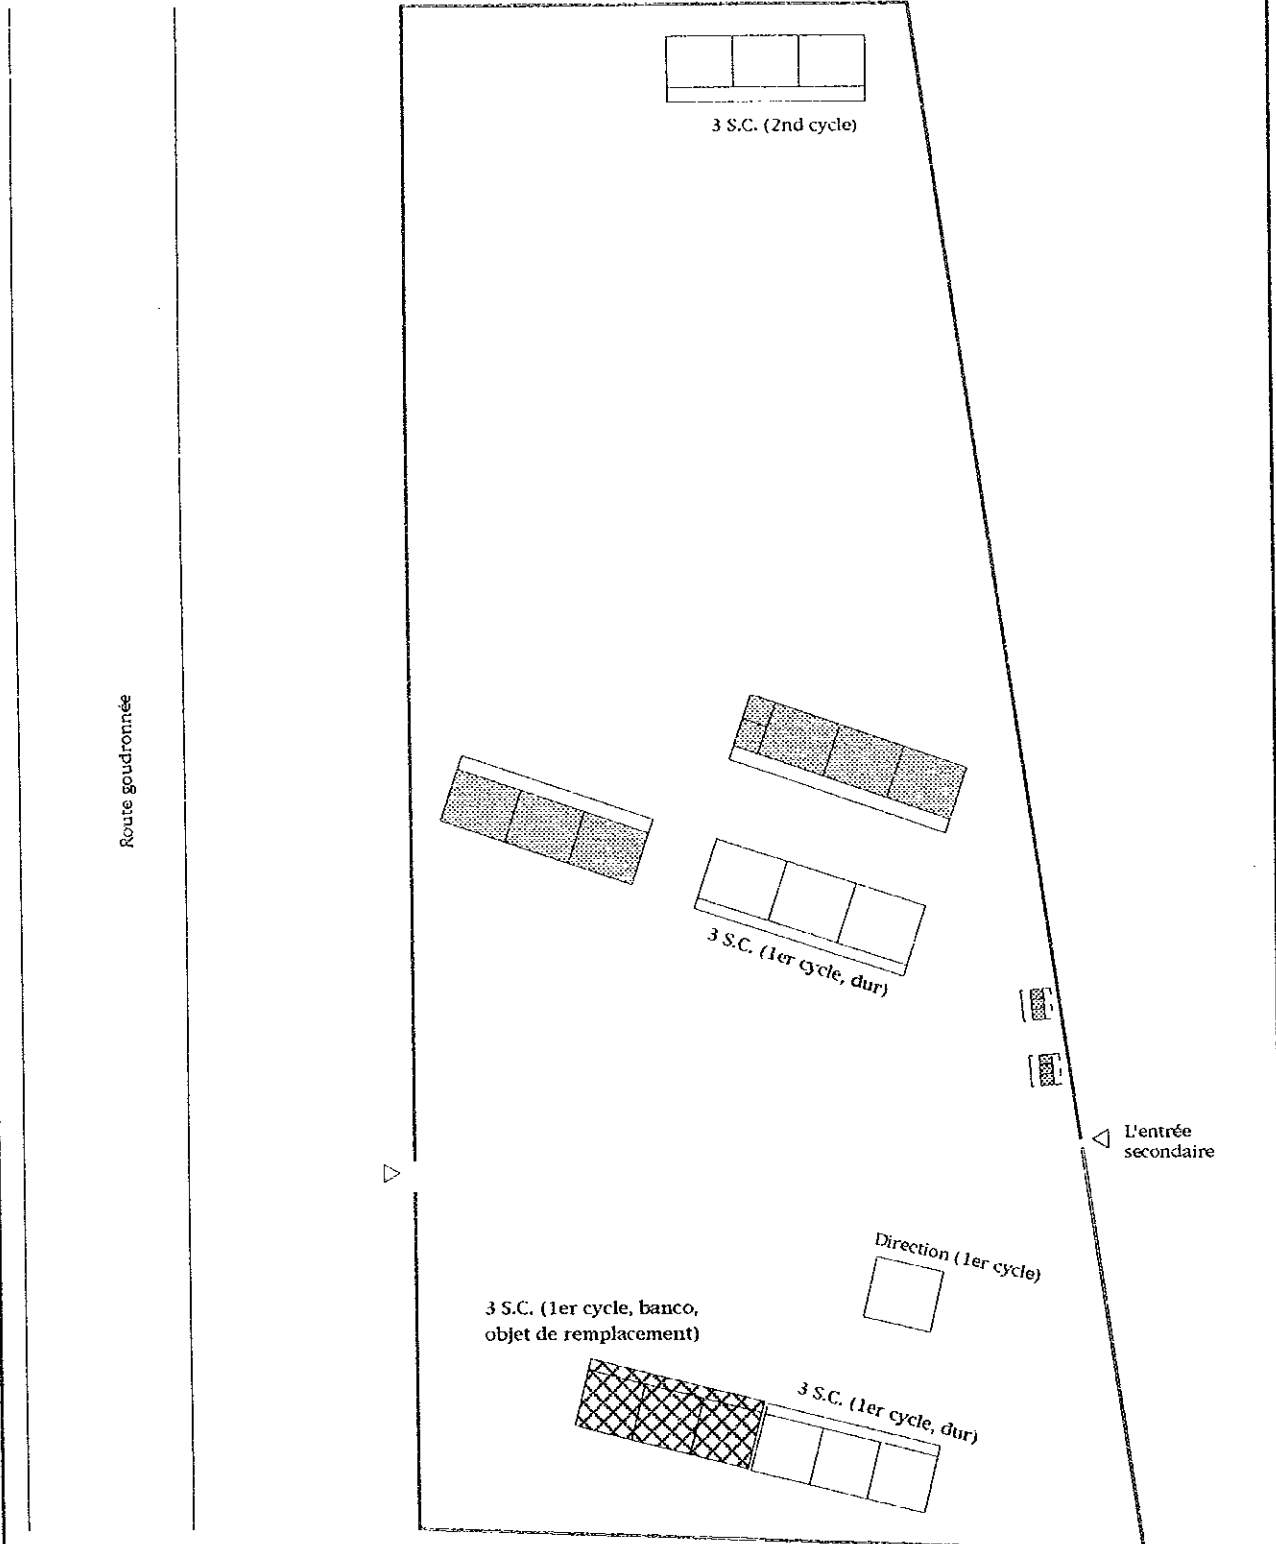 3 S.C. (2nd cycle)
Route goudronnée
3 S.C. (1er cycle, dur)
L'entrée
secondaire
Direction (1er cycle)
3 S.C. (1er cycle, banco,
objet de remplacement)
3 S.C. (1er cycle, dur)